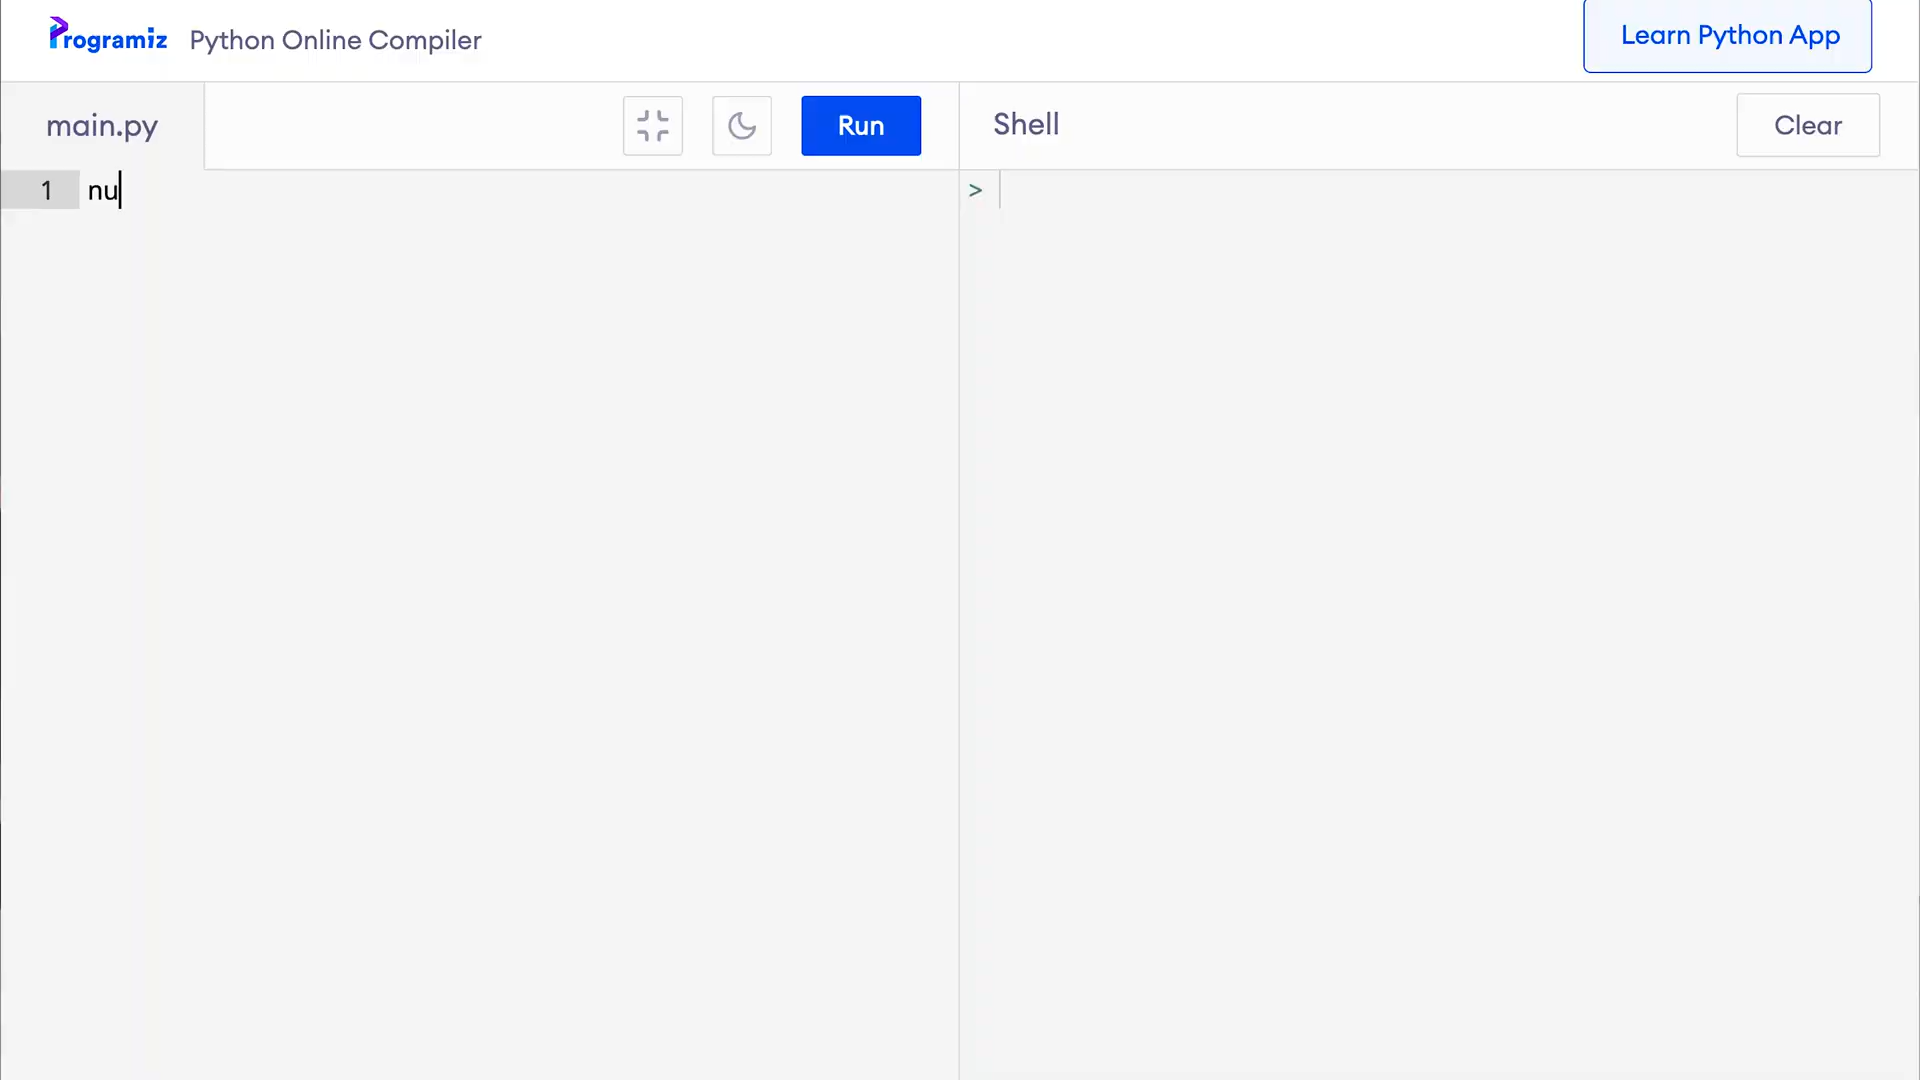 Programiz Python Online Compiler
Learn Python App
main.py
Run
Shell
Clear
1 nu
>